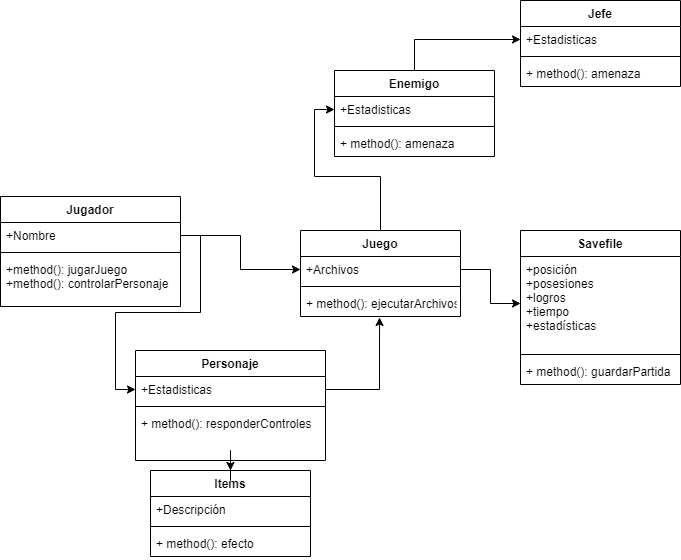 Jefe
+Estadisticas
+ method(): amenaza
Enemigo
+Estadisticas
+ method(): amenaza
Jugador
+Nombre
+method(): jugarJuego
+method(): controlarPersonaje
Juego
+Archivos
+ method(): ejecutarArchivos
Savefile
+posición
+posesiones
+logros
+tiempo
+estadísticas
+ method(): guardarPartida
Personaje
+Estadisticas
+ method(): responderControles
Items
+Descripción
+ method(): efecto